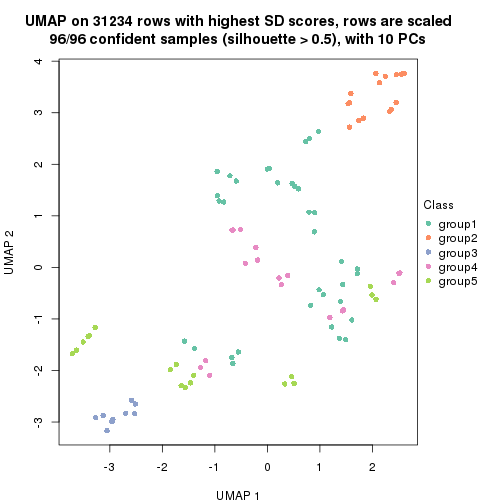 UMAP on 31234 rows with highest SD scores, rows are scaled
96/96 confident samples (silhouette > 0.5), with 10 PCs
4
3
2
1
0
-1
-2
-3
UMAP 2
-3 -2 -1 0 1 2
UMAP 1
Class
group1
group2
group3
group4
group5